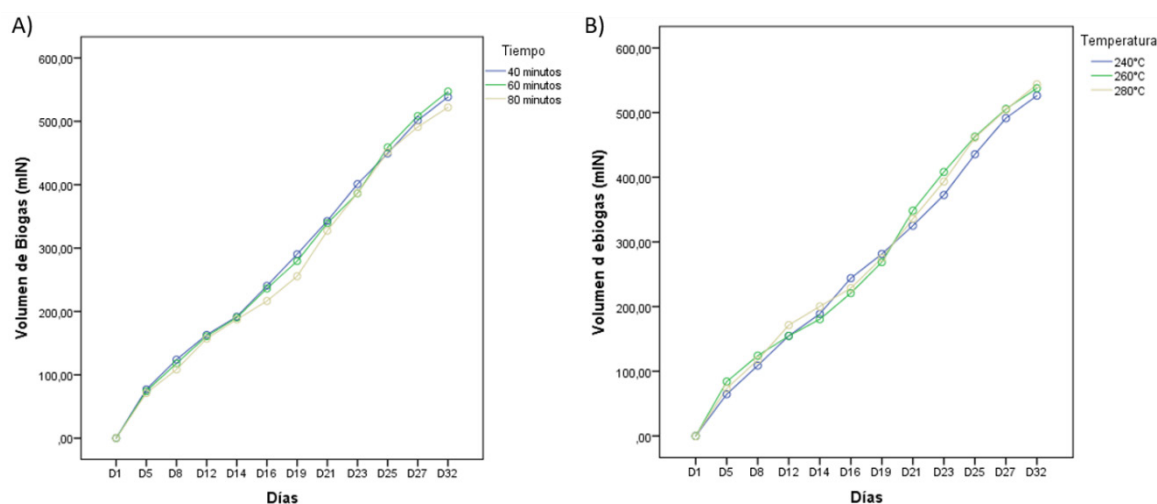 A)
Tiempo
40 minutos
60 minutos
80 minutos
Volumen de Biogas (mlN)
600,00
500,00
400,00
300,00
200,00
100,00
,00
D1 D5 D8 D12 D14 D16 D19 D21 D23 D25 D27 D32
Días
B)
Temperatura
240°C
260°C
280°C
Volumen d ebiogas (mlN)
600,00
500,00
400,00
300,00
200,00
100,00
,00
D1 D5 D8 D12 D14 D16 D19 D21 D23 D25 D27 D32
Días